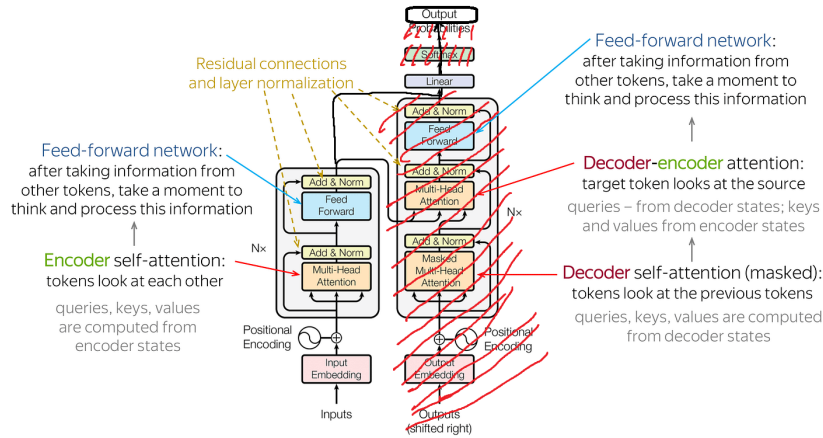 Output
Probabilities
Softmax
Linear
Residual connections
and layer normalization
Feed-forward network:
after taking information from
other tokens, take a moment to
think and process this information
Add & Norm
Feed
Forward
Feed-forward network:
after taking information from
other tokens, take a moment to
think and process this information
Add & Norm
Feed
Forward
Add & Norm
Multi-Head
Attention
Decoder-encoder attention:
target token looks at the source
queries – from decoder states; keys
and values from encoder states
N×
N×
Encoder self-attention:
tokens look at each other
queries, keys, values
are computed from
encoder states
Add & Norm
Multi-Head
Attention
Add & Norm
Masked
Multi-Head
Attention
Decoder self-attention (masked):
tokens look at the previous tokens
queries, keys, values are computed
from decoder states
Positional
Encoding
Positional
Encoding
Input
Embedding
Output
Embedding
Inputs
Outputs
(shifted right)